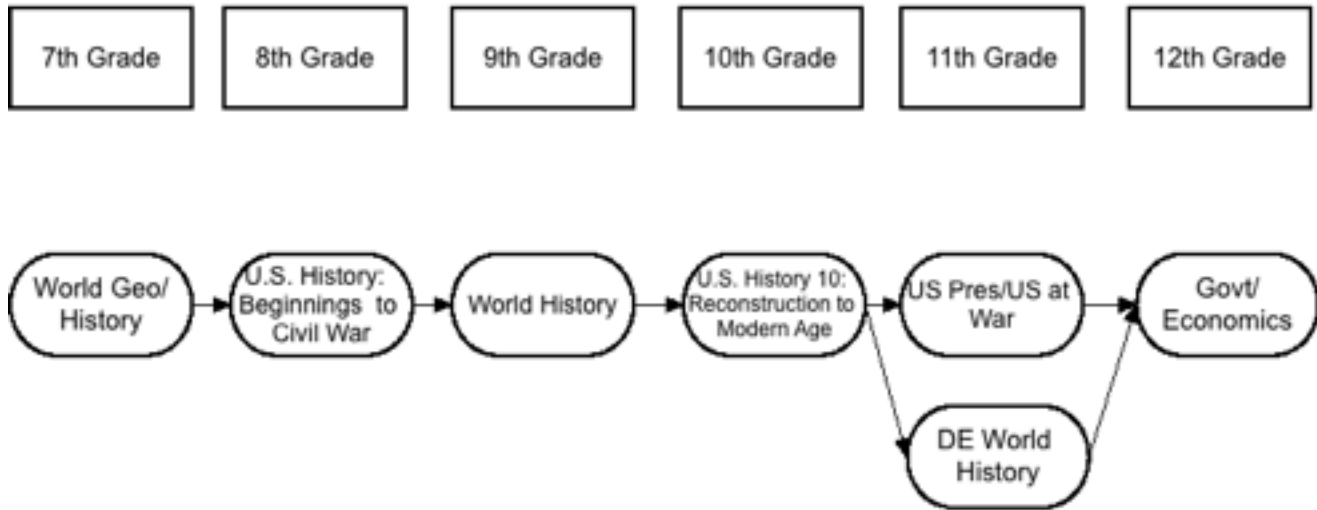 7th Grade
8th Grade
9th Grade
10th Grade
11th Grade
12th Grade
World Geo/
History
U.S. History:
Beginnings to
Civil War
World History
U.S. History 10:
Reconstruction to
Modern Age
US Pres/US at
War
Govt/
Economics
DE World
History